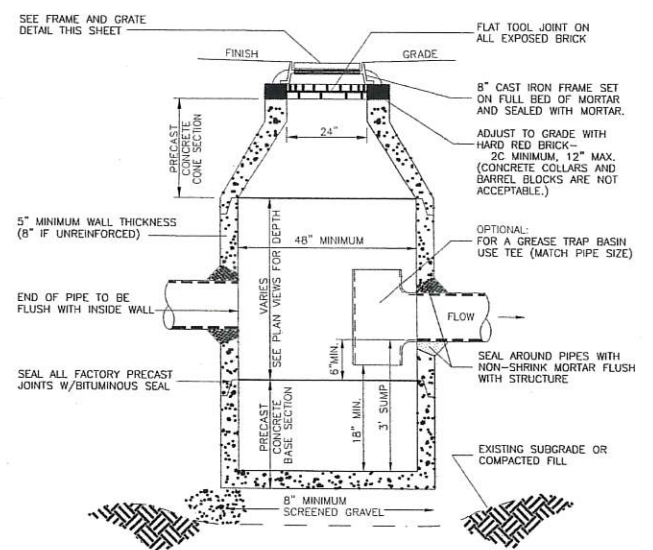 SEE FRAME AND GRATE
DETAIL THIS SHEET
FLAT TOOL JOINT ON
ALL EXPOSED BRICK
FINISH
GRADE
8" CAST IRON FRAME SET
ON FULL BED OF MORTAR
AND SEALED WITH MORTAR.
24"
PRECAST
CONCRETE
CONE SECTION
ADJUST TO GRADE WITH
HARD RED BRICK-
2C MINIMUM, 12" MAX.
(CONCRETE COLLARS AND
BARREL BLOCKS ARE NOT
ACCEPTABLE.)
5" MINIMUM WALL THICKNESS
(8" IF UNREINFORCED)
48" MINIMUM
VARIES
SEE PLAN VIEWS FOR DEPTH
OPTIONAL:
FOR A GREASE TRAP BASIN
USE TEE (MATCH PIPE SIZE)
END OF PIPE TO BE
FLUSH WITH INSIDE WALL
FLOW
6"MIN.
SEAL AROUND PIPES WITH
NON-SHRINK MORTAR FLUSH
WITH STRUCTURE
SEAL ALL FACTORY PRECAST
JOINTS W/BITUMINOUS SEAL
PRECAST
CONCRETE
BASE SECTION
18" MIN.
3' SUMP
EXISTING SUBGRADE OR
COMPACTED FILL
8" MINIMUM
SCREENED GRAVEL